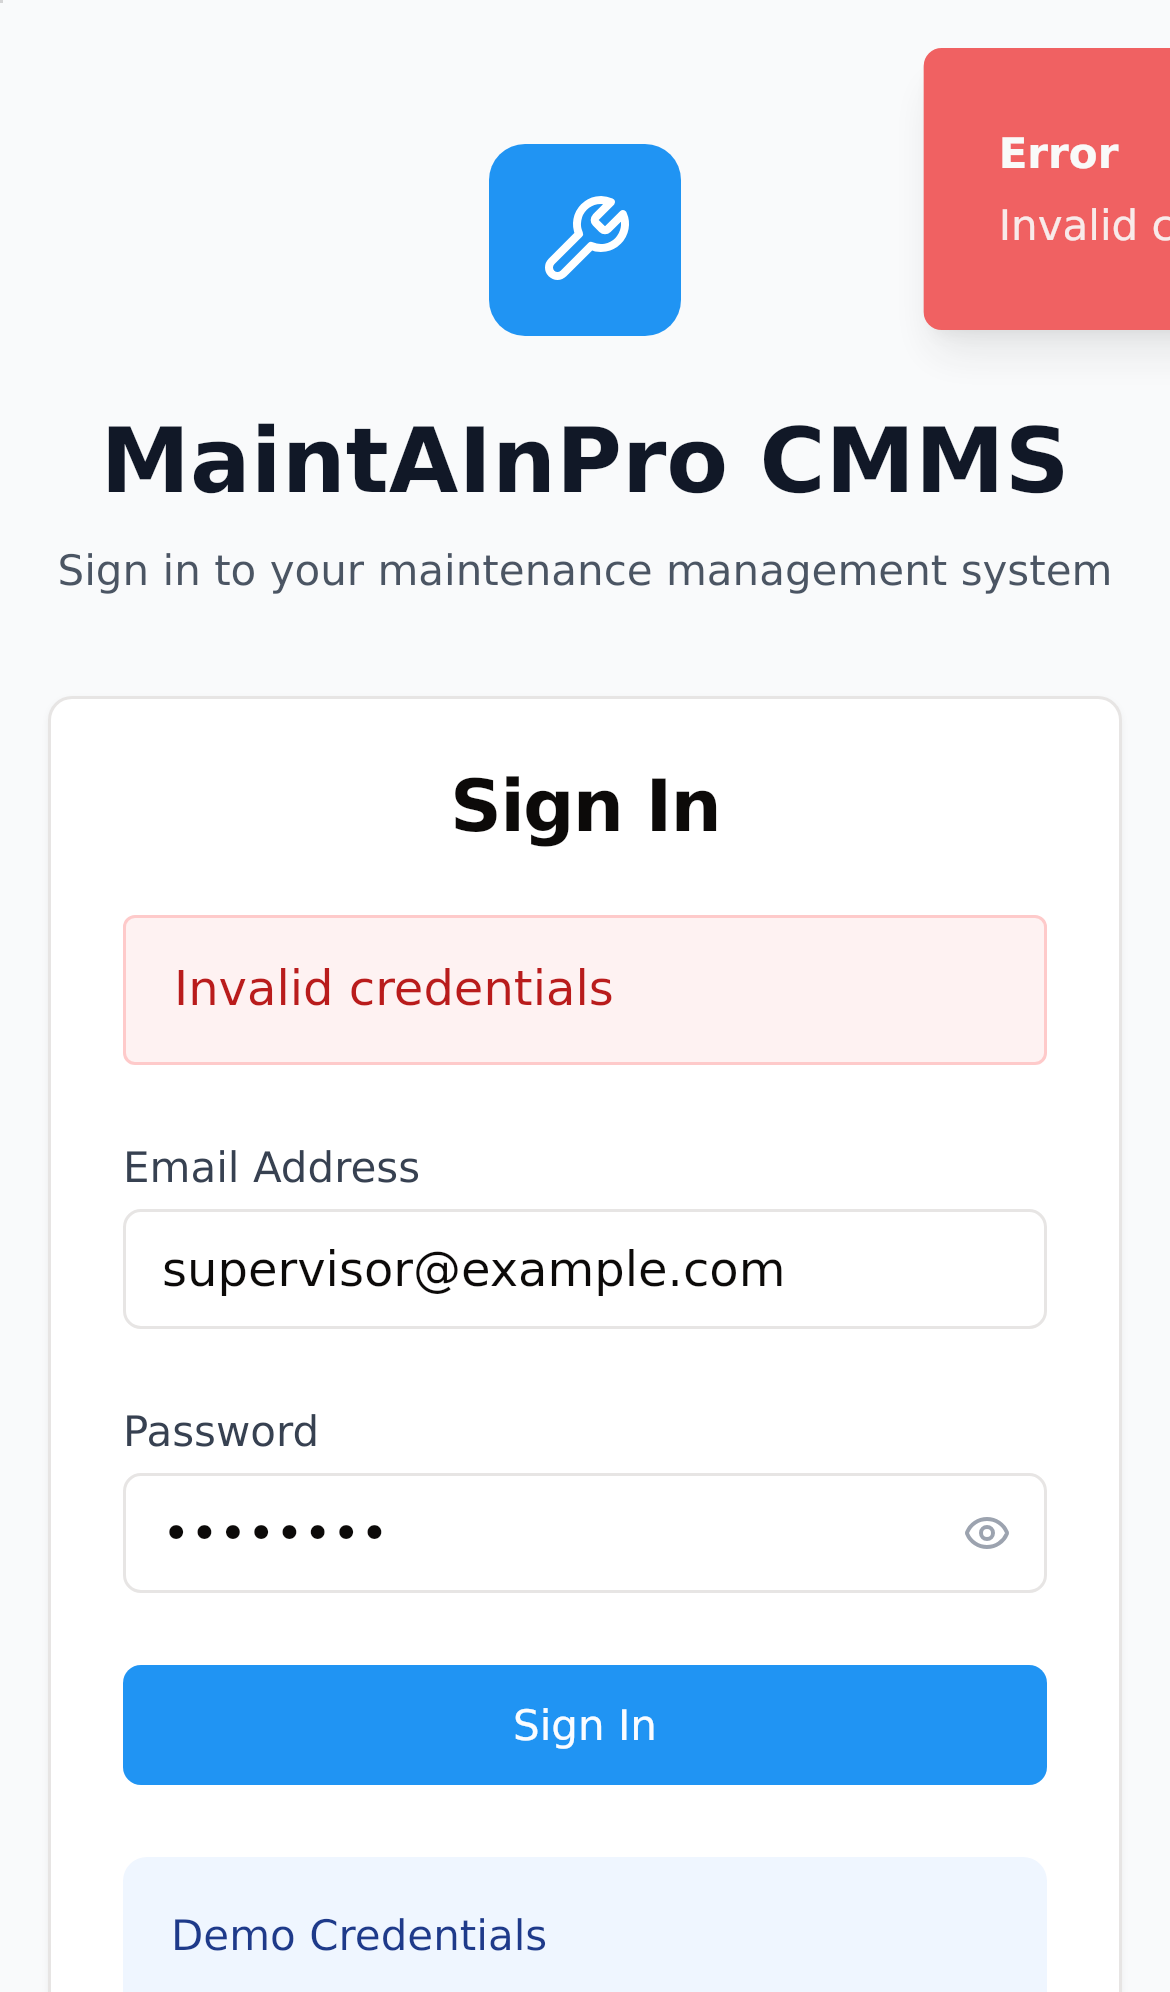 Error
Invalid c
MaintAInPro CMMS
Sign in to your maintenance management system
Sign In
Invalid credentials
Email Address
supervisor@example.com
Password
••••••••
Sign In
Demo Credentials